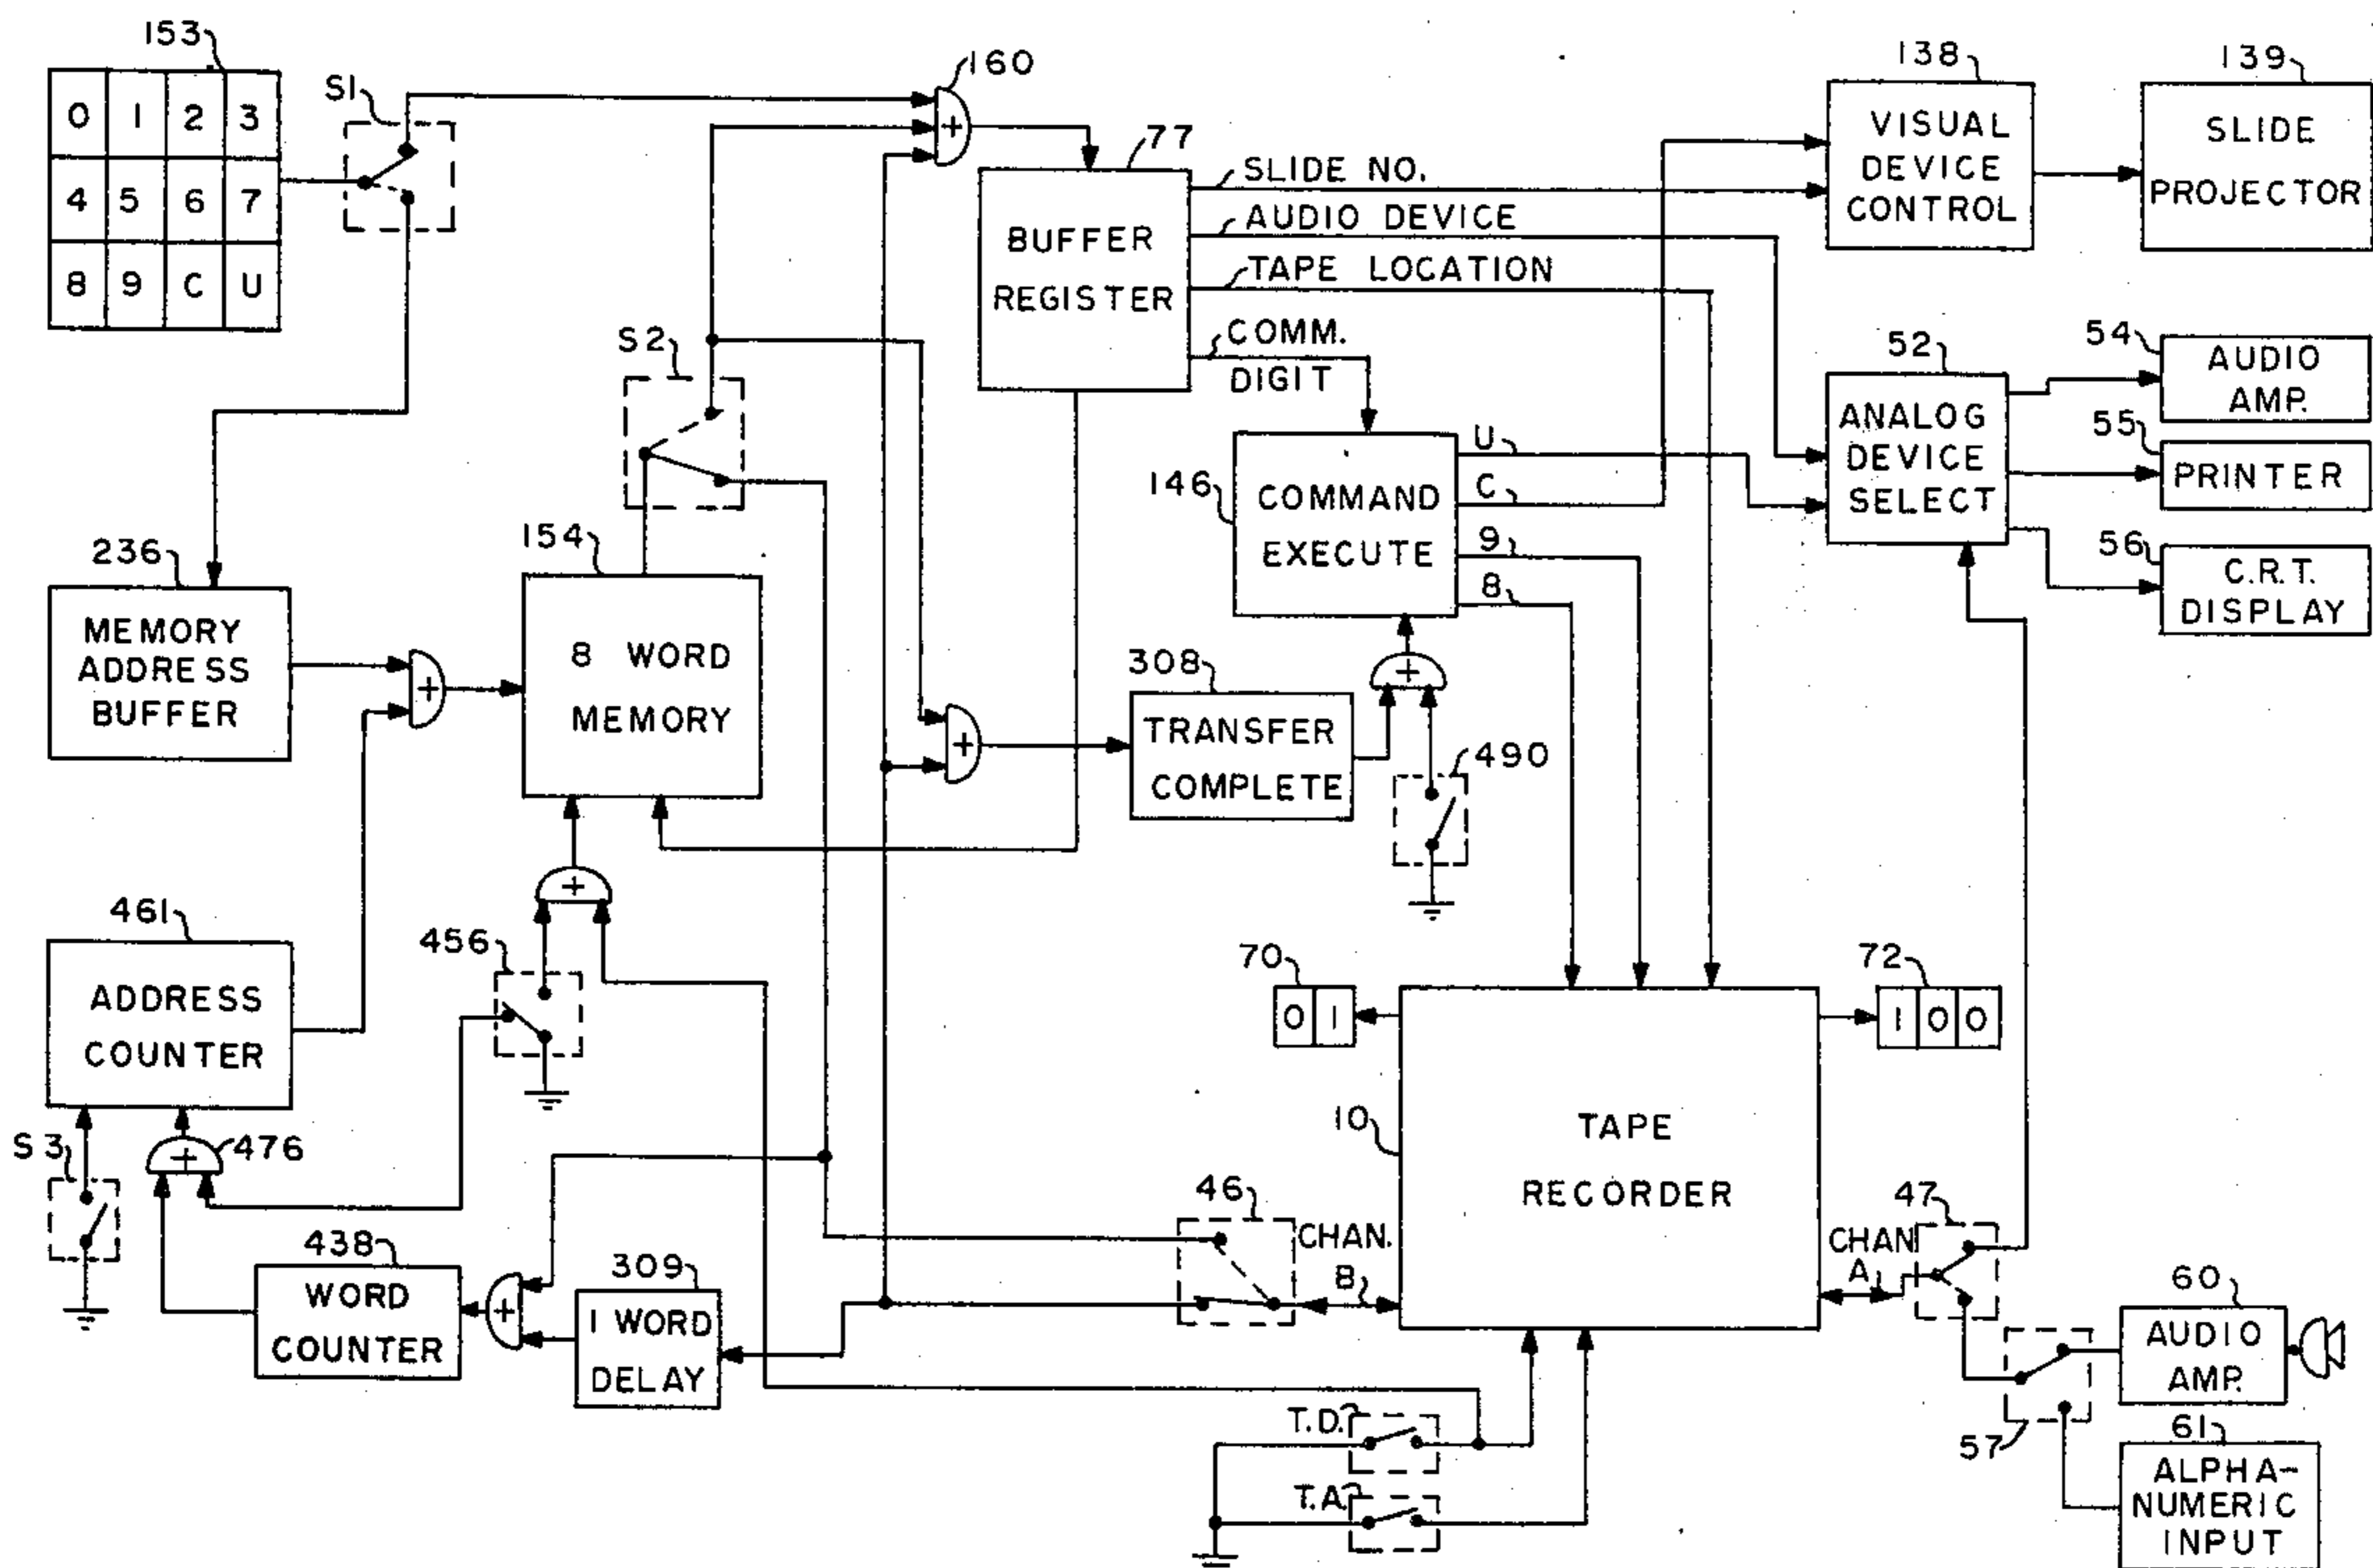 153
0 1 2 3
4 5 6 7
8 9 C U
S1
160
+
77
BUFFER
REGISTER
SLIDE NO.
AUDIO DEVICE
TAPE LOCATION
COMM.
DIGIT
138
VISUAL
DEVICE
CONTROL
139
SLIDE
PROJECTOR
S2
52
ANALOG
DEVICE
SELECT
54
AUDIO
AMP.
55
PRINTER
56
C.R.T.
DISPLAY
146
COMMAND
EXECUTE
U
C
9
8
236
MEMORY
ADDRESS
BUFFER
+
154
8 WORD
MEMORY
+
308
TRANSFER
COMPLETE
+
490
+
461
ADDRESS
COUNTER
456
70
0 1
72
1 0 0
10
TAPE
RECORDER
S3
+
476
438
WORD
COUNTER
+
309
1 WORD
DELAY
46
CHAN.
B
47
CHAN
A
60
AUDIO
AMP.
57
61
ALPHA-
NUMERIC
INPUT
T.D.
T.A.